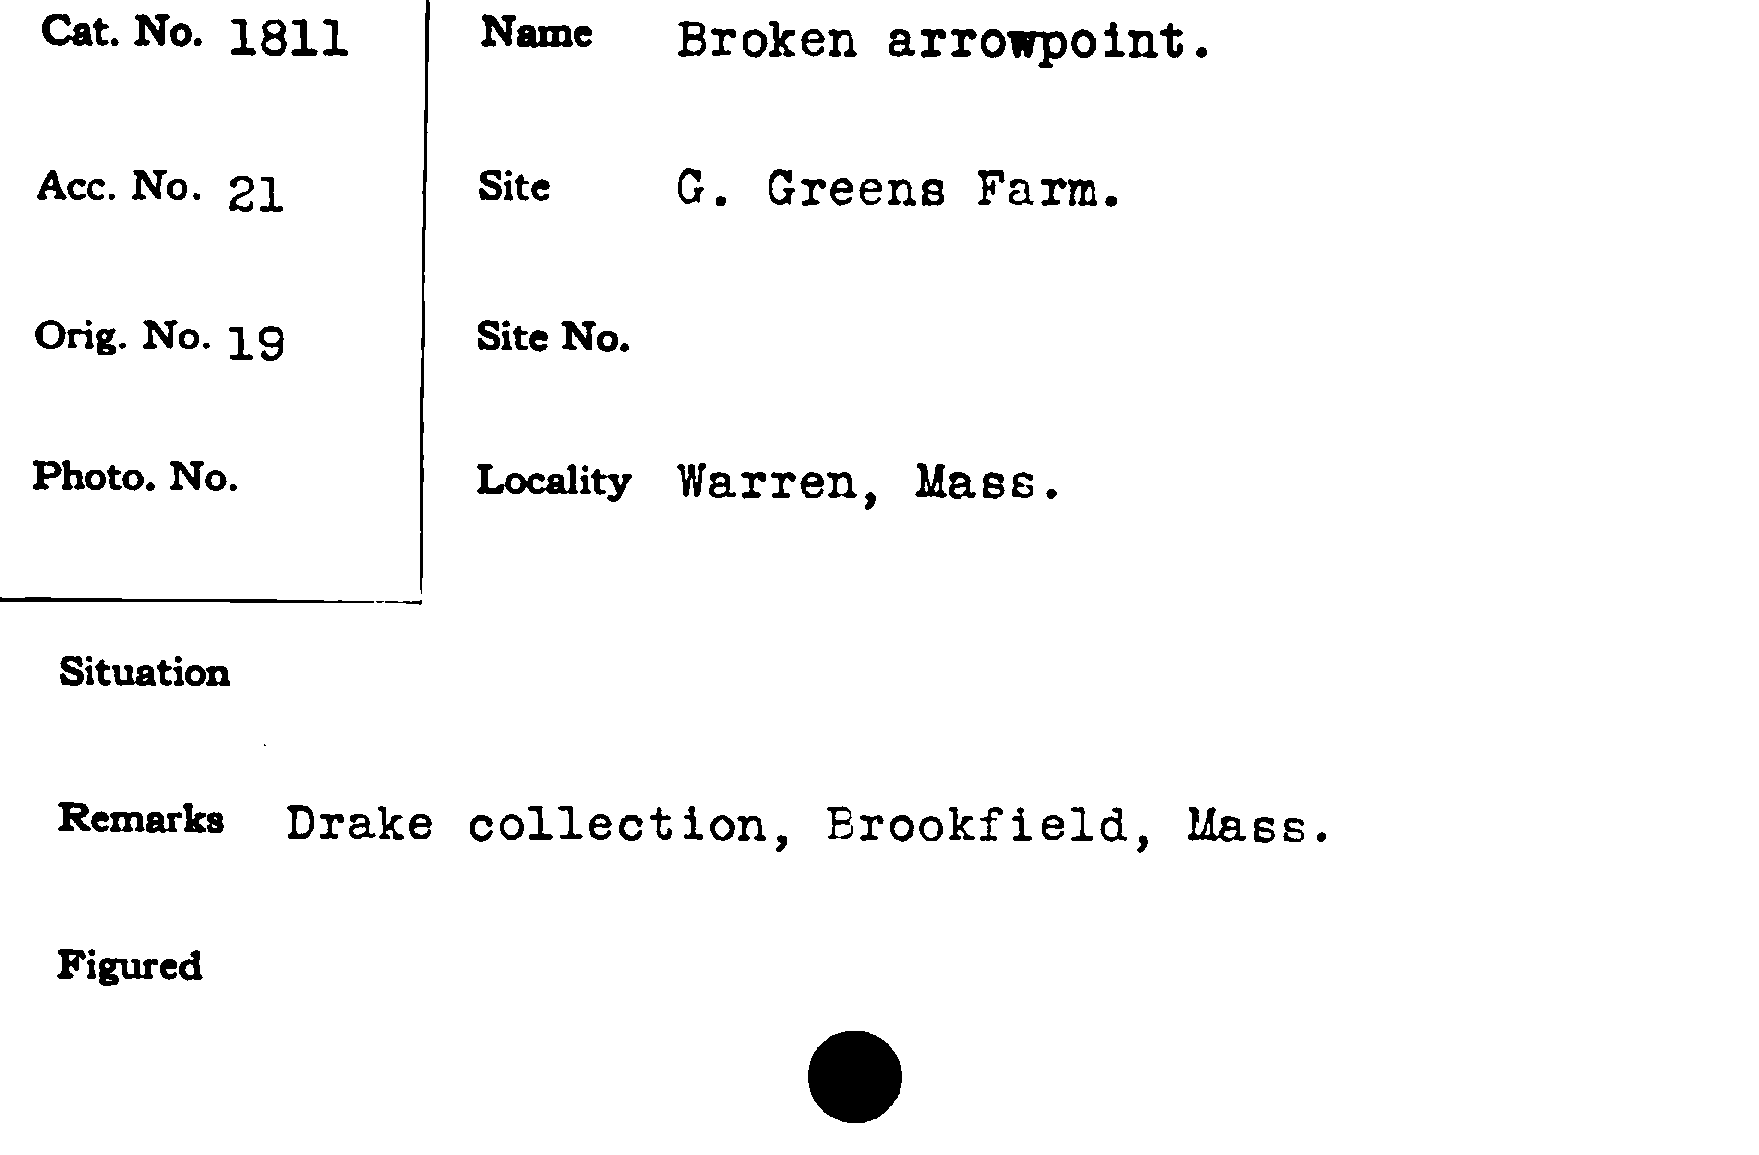 Cat. No. 1811
Name Broken arrowpoint.
Acc. No. 21
Site G. Greens Farm.
Orig. No. 19
Site No.
Photo. No.
Locality Warren, Mass.
Situation
Remarks Drake collection, Brookfield, Mass.
Figured